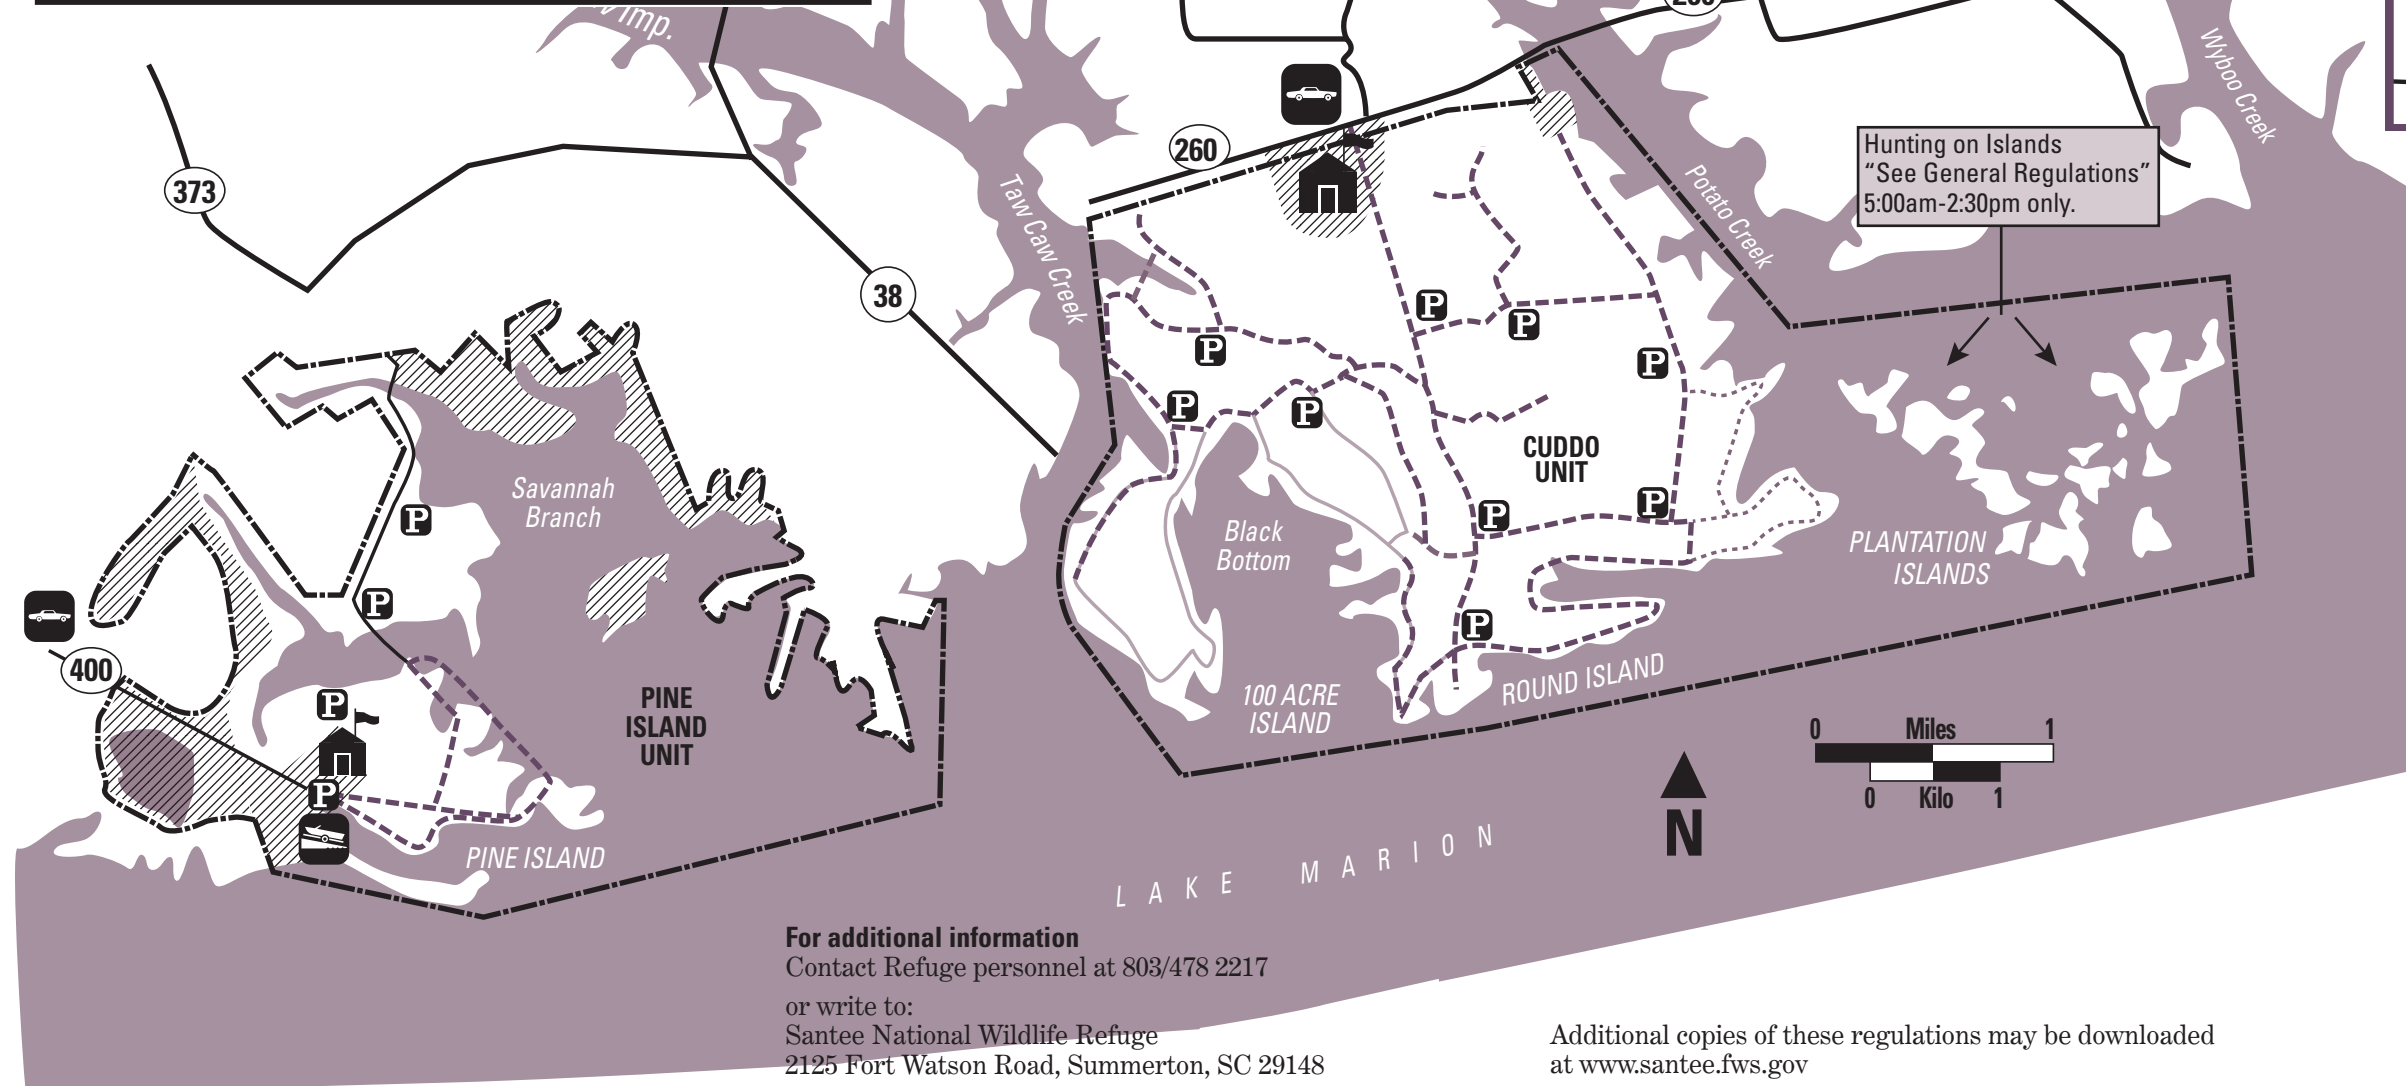 Imp.
373
38
260
Taw Caw Creek
Potato Creek
Wyboo Creek
Hunting on Islands
“See General Regulations”
5:00am-2:30pm only.
P
P
P
P
P
P
P
P
P
CUDDO
UNIT
Black
Bottom
100 ACRE
ISLAND
ROUND ISLAND
PLANTATION
ISLANDS
Savannah
Branch
P
P
400
P
P
PINE
ISLAND
UNIT
PINE ISLAND
LAKE MARION
0 Miles 1
0 Kilo 1
N
For additional information
Contact Refuge personnel at 803/478 2217
or write to:
Santee National Wildlife Refuge
2125 Fort Watson Road, Summerton, SC 29148
Additional copies of these regulations may be downloaded
at www.santee.fws.gov